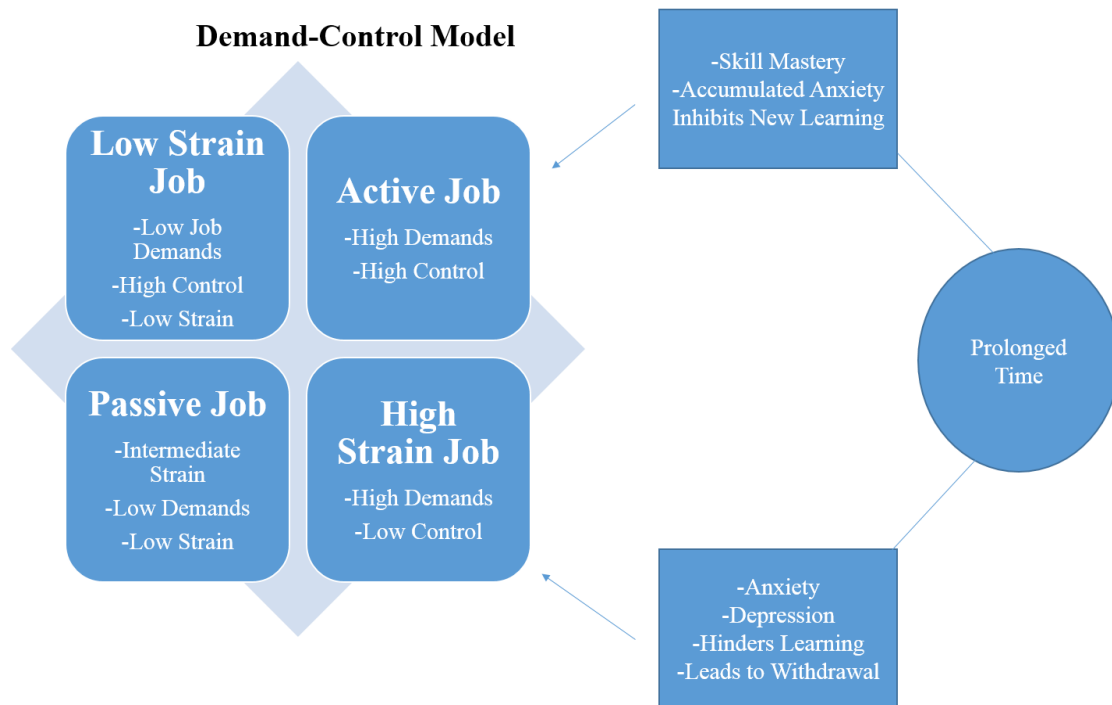 Demand-Control Model
Low Strain
Job
-Low Job
Demands
-High Control
-Low Strain
Active Job
-High Demands
-High Control
Passive Job
-Intermediate
Strain
-Low Demands
-Low Strain
High
Strain Job
-High Demands
-Low Control
-Skill Mastery
-Accumulated Anxiety
Inhibits New Learning
Prolonged
Time
-Anxiety
-Depression
-Hinders Learning
-Leads to Withdrawal